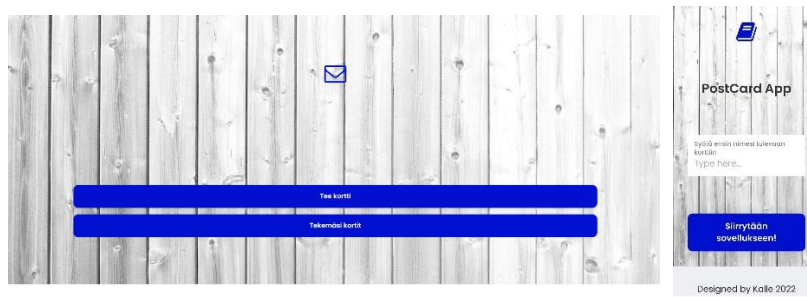 Tee kortti
Tekemäsi kortit
PostCard App
Syötä ensin nimesi tulevaan
korttiin
Type here...
Siirrytään
sovellukseen!
Designed by Kalle 2022